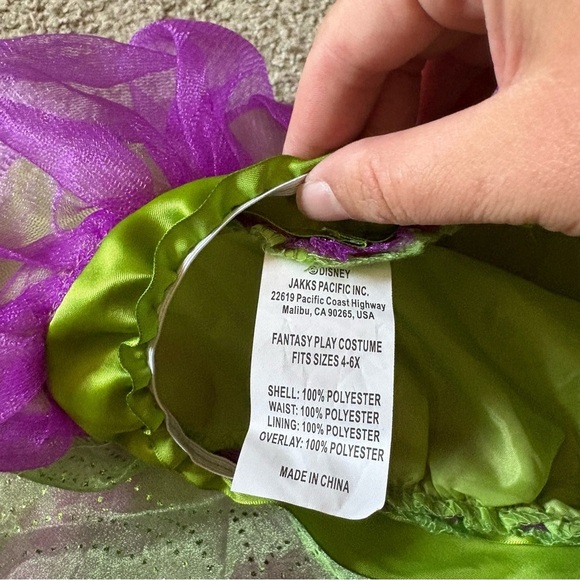 ©DISNEY
JAKKS PACIFIC INC.
22619 Pacific Coast Highway
Malibu, CA 90265, USA
FANTASY PLAY COSTUME
FITS SIZES 4-6X
SHELL: 100% POLYESTER
WAIST: 100% POLYESTER
LINING: 100% POLYESTER
OVERLAY: 100% POLYESTER
MADE IN CHINA